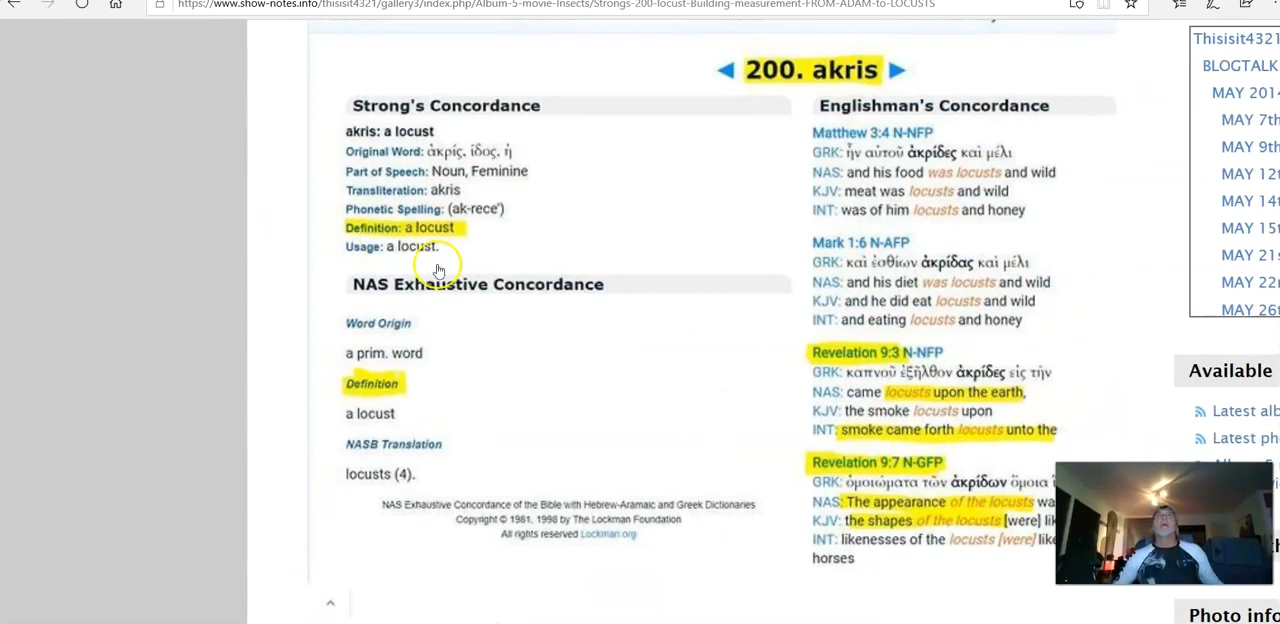 https://www.show-notes.info/thisisit4321/gallery3/index.php/Album-5-movie-Insects/Strongs-200-locust-Building-measurement-FROM-ADAM-to-LOCUSTS
200. akris
Strong's Concordance
akris: a locust
Original Word: ἀκρίς, ίδος, ἡ
Part of Speech: Noun, Feminine
Transliteration: akris
Phonetic Spelling: (ak-rece')
Definition: a locust
Usage: a locust.
NAS Exhaustive Concordance
Word Origin
a prim. word
Definition
a locust
NASB Translation
locusts (4).
NAS Exhaustive Concordance of the Bible with Hebrew-Aramaic and Greek Dictionaries
Copyright © 1981, 1998 by The Lockman Foundation
All rights reserved Lockman.org
Englishman's Concordance
Matthew 3:4 N-NFP
GRK: ἦν αὐτοῦ ἀκρίδες καὶ μέλι
NAS: and his food was locusts and wild
KJV: meat was locusts and wild
INT: was of him locusts and honey
Mark 1:6 N-AFP
GRK: καὶ ἐσθίων ἀκρίδας καὶ μέλι
NAS: and his diet was locusts and wild
KJV: and he did eat locusts and wild
INT: and eating locusts and honey
Revelation 9:3 N-NFP
GRK: καπνοῦ ἐξῆλθον ἀκρίδες εἰς τὴν
NAS: came locusts upon the earth,
KJV: the smoke locusts upon
INT: smoke came forth locusts unto the
Revelation 9:7 N-GFP
GRK: ὁμοιώματα τῶν ἀκρίδων ὅμοια
NAS: The appearance of the locusts wa
KJV: the shapes of the locusts [were] lik
INT: likenesses of the locusts [were] like
horses
Thisisit4321
BLOGTALK
MAY 2014
MAY 7th
MAY 9th
MAY 12t
MAY 14t
MAY 15t
MAY 21s
MAY 22n
MAY 26t
Available
Latest alb
Latest pho
Photo info